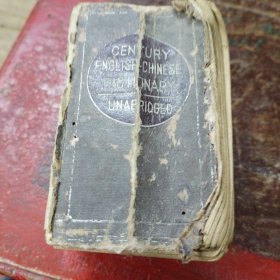 CENTURY
ENGLISH-CHINESE
DICTIONARY
UNABRIDGED